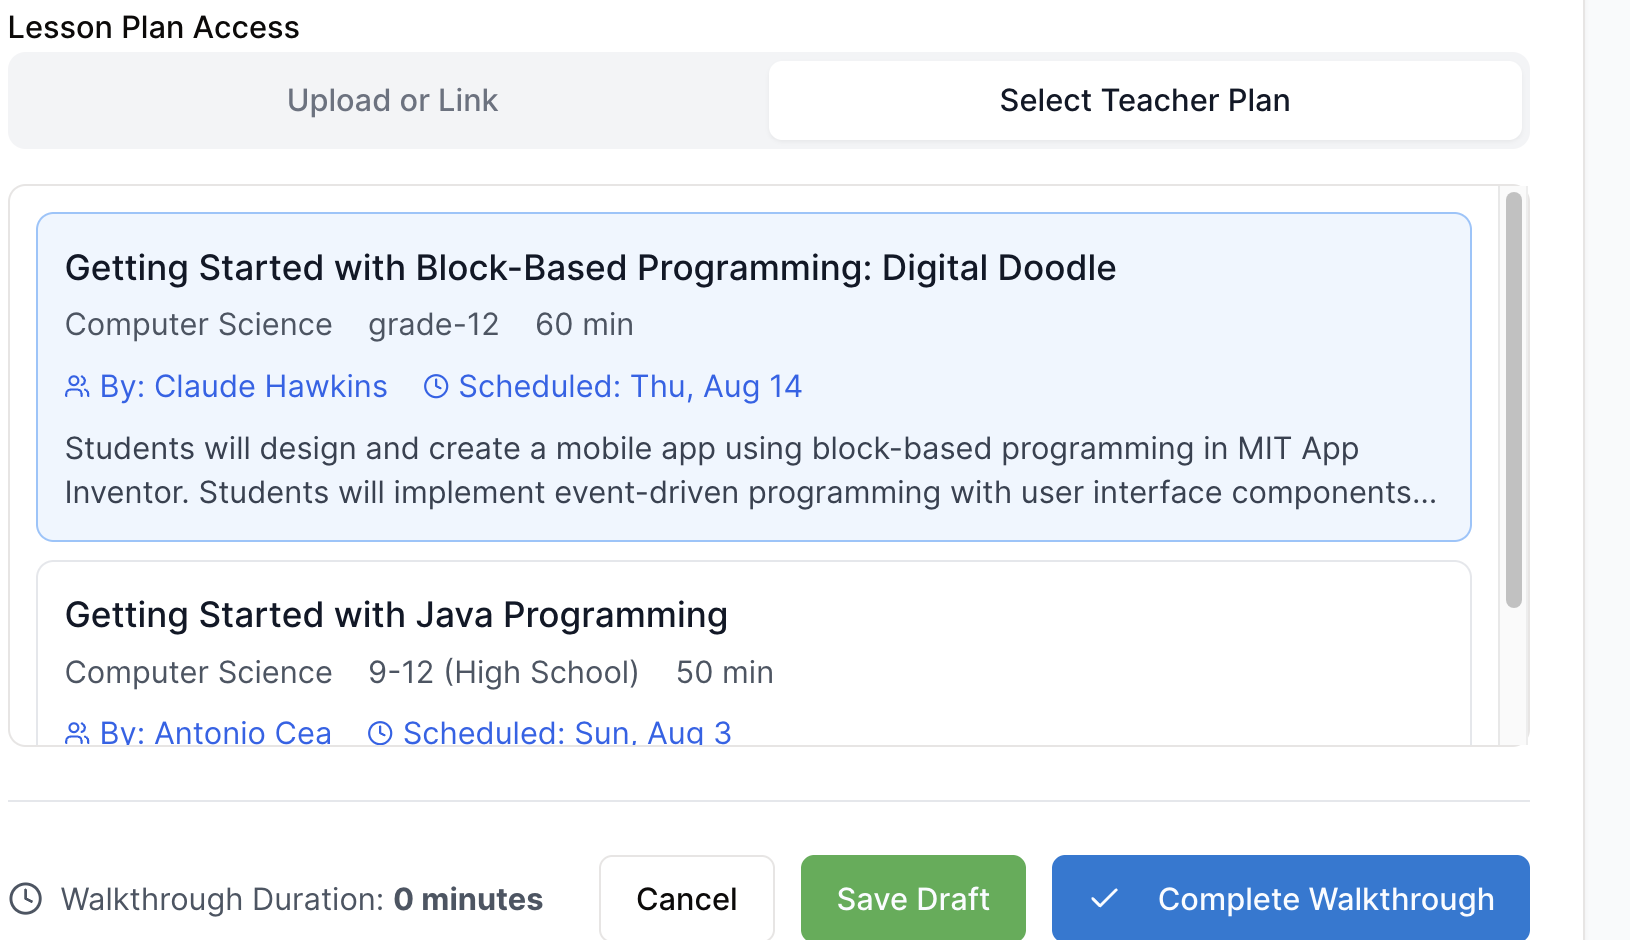 Lesson Plan Access
Upload or Link
Select Teacher Plan
Getting Started with Block-Based Programming: Digital Doodle
Computer Science grade-12 60 min
By: Claude Hawkins Scheduled: Thu, Aug 14
Students will design and create a mobile app using block-based programming in MIT App
Inventor. Students will implement event-driven programming with user interface components...
Getting Started with Java Programming
Computer Science 9-12 (High School) 50 min
By: Antonio Cea Scheduled: Sun, Aug 3
Walkthrough Duration: 0 minutes
Cancel
Save Draft
Complete Walkthrough